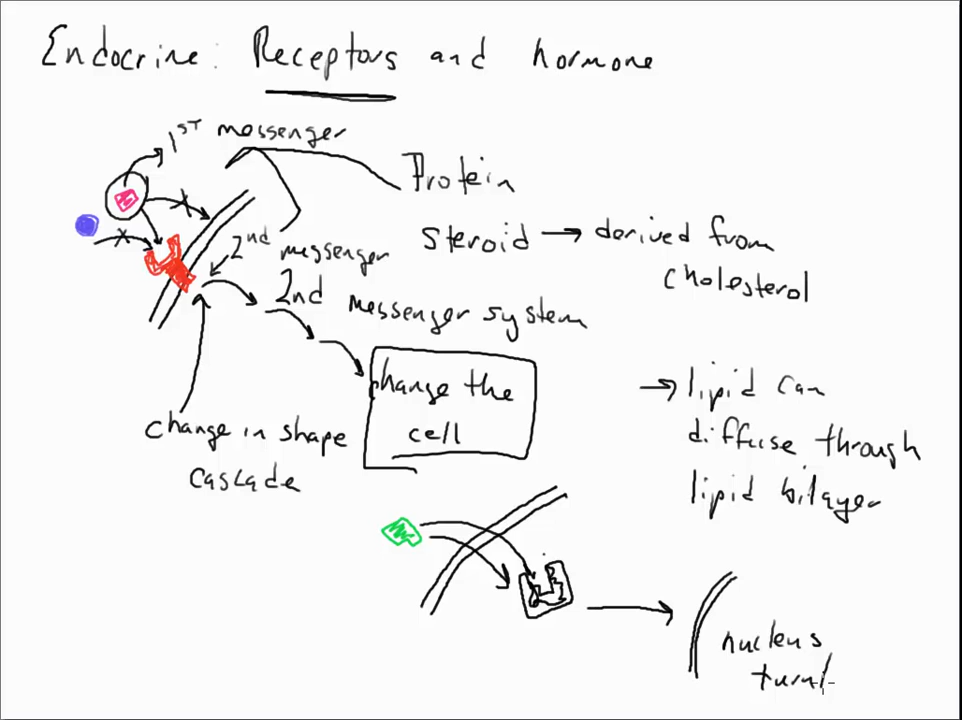 Endocrine: Receptors and hormone
1ST messenger
Protein
steroid → derived from
cholesterol
2nd messenger
2nd messenger system
change the
cell
→ lipid can
diffuse through
lipid bilayer
change in shape
cascade
nucleus